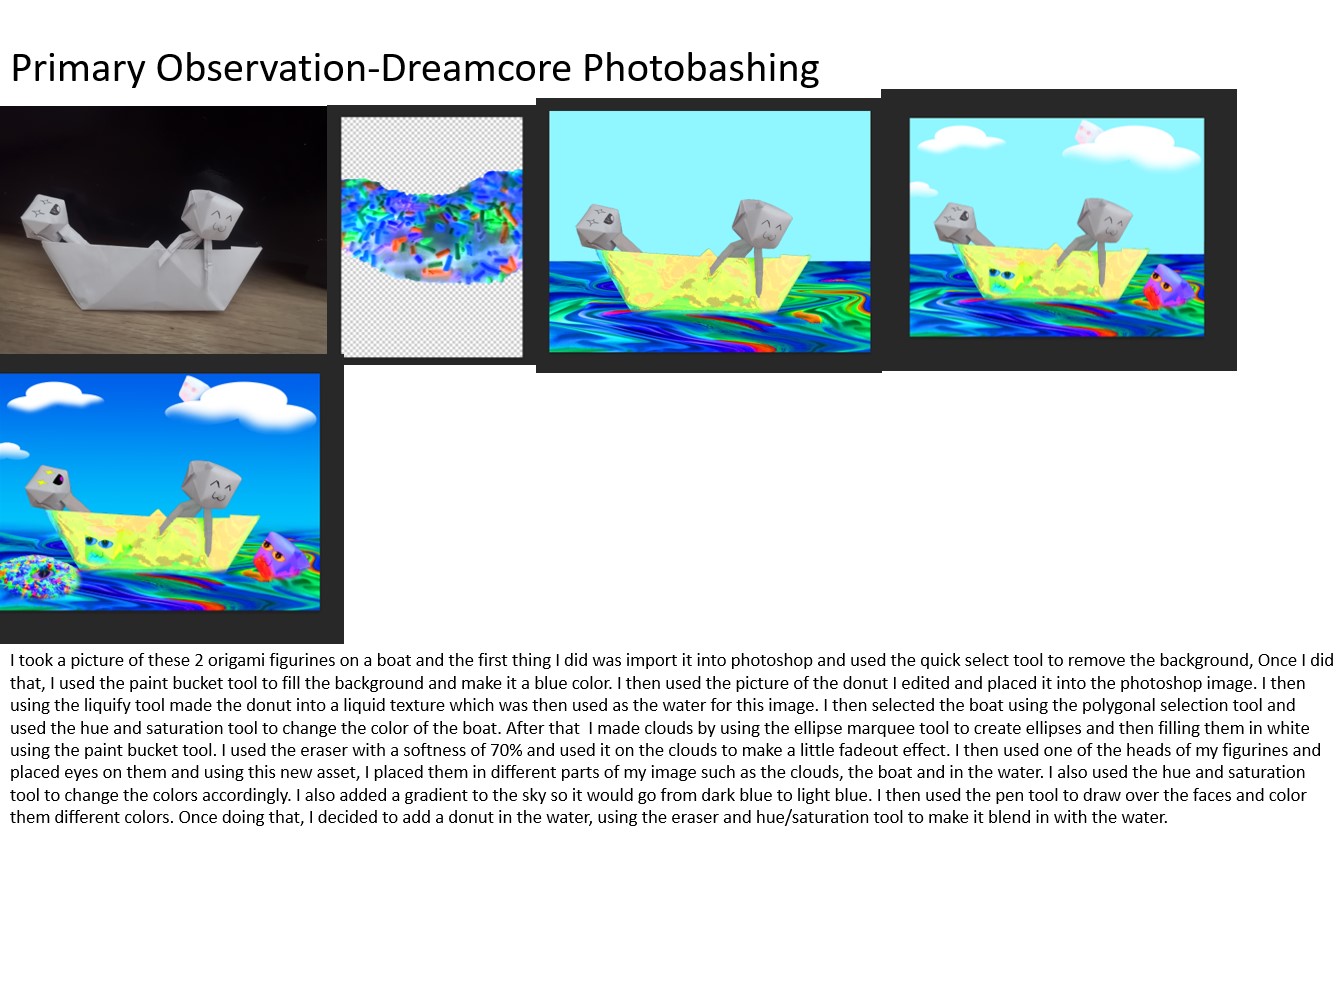 Primary Observation-Dreamcore Photobashing
I took a picture of these 2 origami figurines on a boat and the first thing I did was import it into photoshop and used the quick select tool to remove the background, Once I did
that, I used the paint bucket tool to fill the background and make it a blue color. I then used the picture of the donut I edited and placed it into the photoshop image. I then
using the liquify tool made the donut into a liquid texture which was then used as the water for this image. I then selected the boat using the polygonal selection tool and
used the hue and saturation tool to change the color of the boat. After that  I made clouds by using the ellipse marquee tool to create ellipses and then filling them in white
using the paint bucket tool. I used the eraser with a softness of 70% and used it on the clouds to make a little fadeout effect. I then used one of the heads of my figurines and
placed eyes on them and using this new asset, I placed them in different parts of my image such as the clouds, the boat and in the water. I also used the hue and saturation
tool to change the colors accordingly. I also added a gradient to the sky so it would go from dark blue to light blue. I then used the pen tool to draw over the faces and color
them different colors. Once doing that, I decided to add a donut in the water, using the eraser and hue/saturation tool to make it blend in with the water.